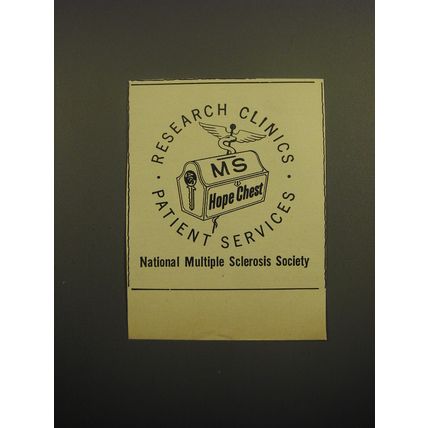 · RESEARCH CLINICS ·
MS
Hope Chest
PATIENT SERVICES
National Multiple Sclerosis Society